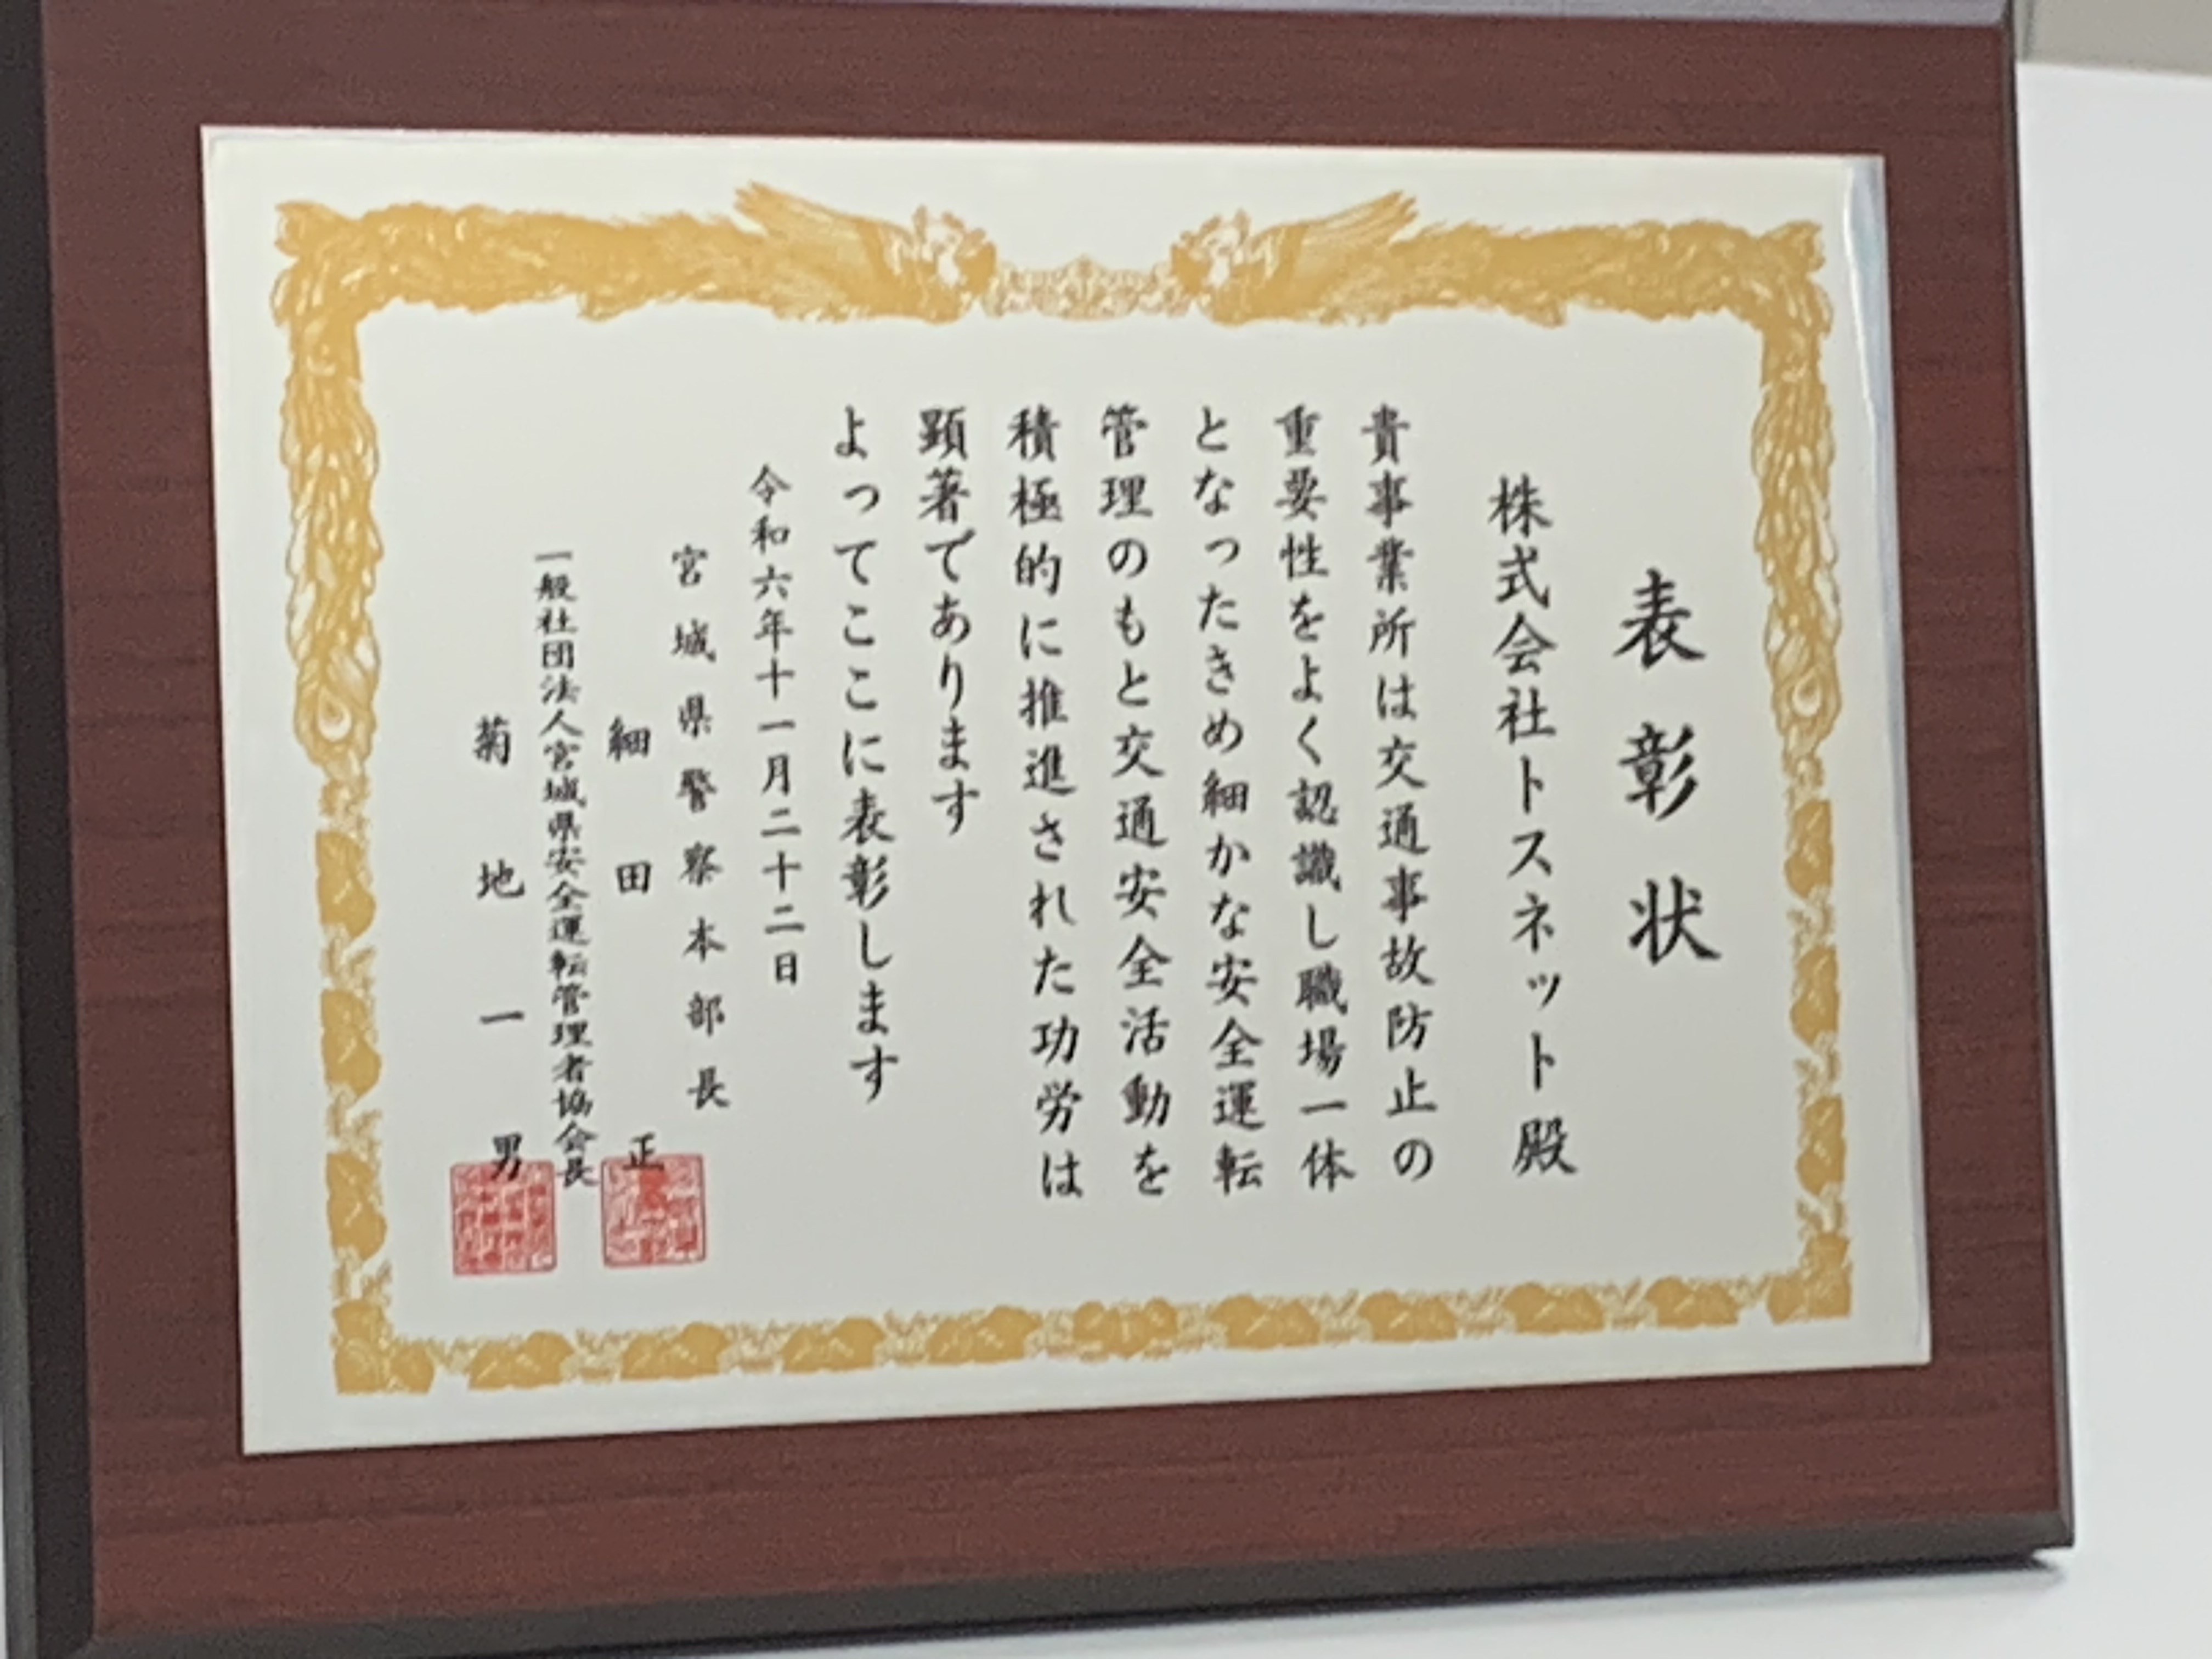 表彰状
株式会社トスネット殿
貴事業所は交通事故防止の
重要性をよく認識し職場一体
となったきめ細かな安全運転
管理のもと交通安全活動を
積極的に推進された功労は
顕著であります
よってここに表彰します
令和六年十一月二十二日
宮城県警察本部長
細田正
一般社団法人宮城県安全運転管理者協会会長
菊地一男